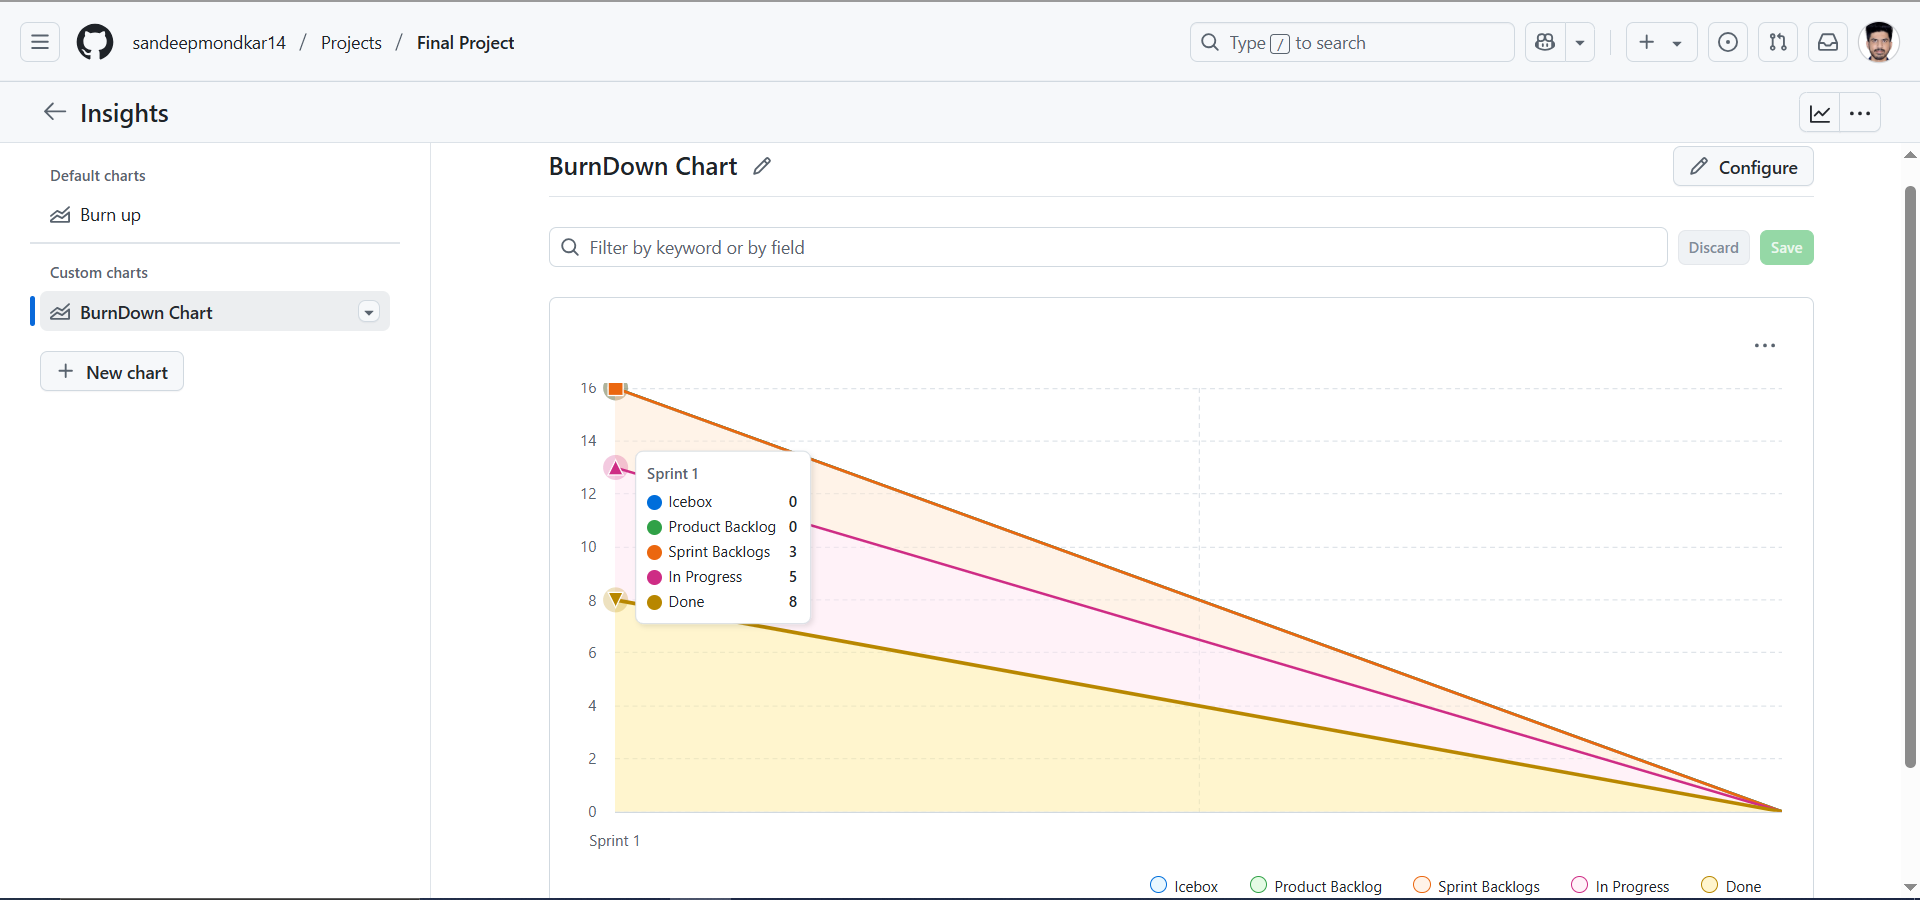 sandeepmondkar14 / Projects / Final Project
Type / to search
Insights
Default charts
Burn up
Custom charts
BurnDown Chart
New chart
BurnDown Chart
Configure
Filter by keyword or by field
Discard
Save
16
14
12
10
8
6
4
2
0
Sprint 1
Icebox 0
Product Backlog 0
Sprint Backlogs 3
In Progress 5
Done 8
Sprint 1
Icebox
Product Backlog
Sprint Backlogs
In Progress
Done